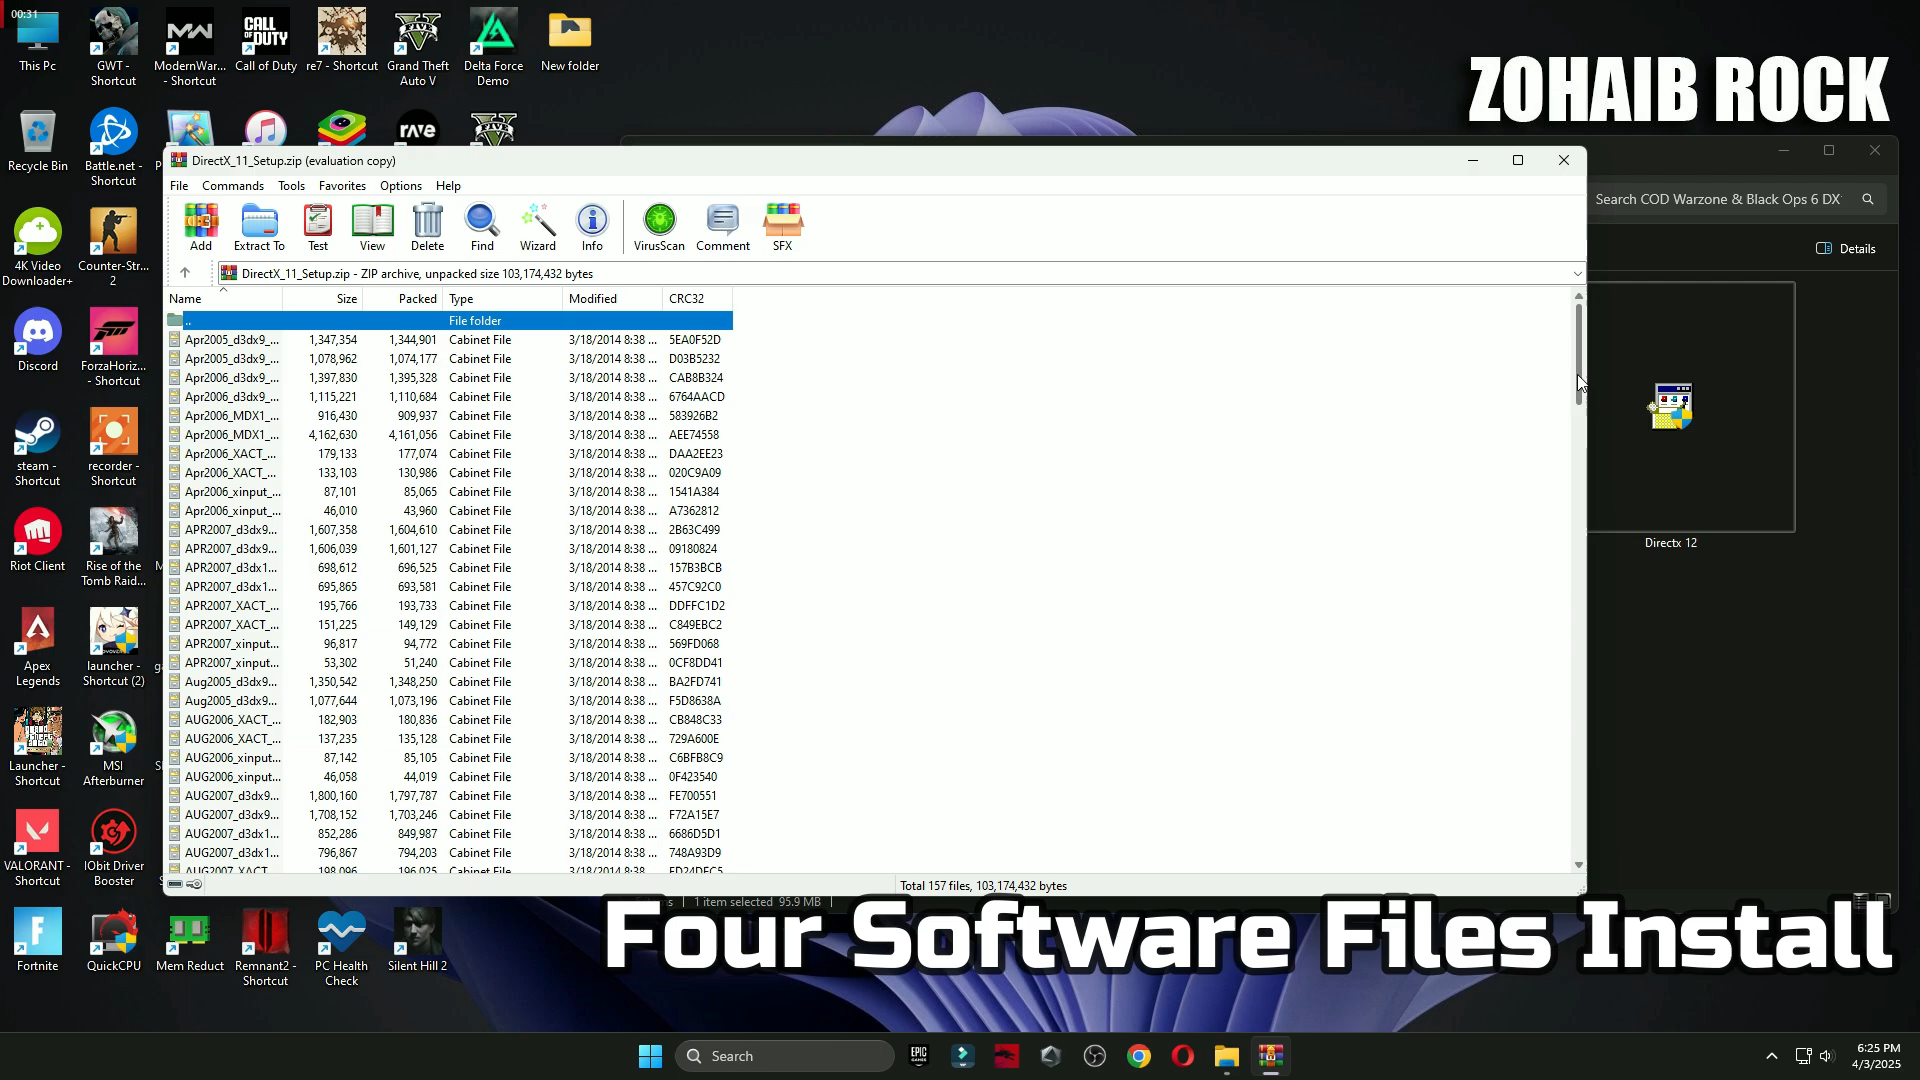 00:31
This Pc
GWT -
Shortcut
ModernWar...
- Shortcut
Call of Duty
re7 - Shortcut
Grand Theft
Auto V
Delta Force
Demo
New folder
ZOHAIB ROCK
CALL OF DUTY
Recycle Bin
Battle.net -
Shortcut
rave
DirectX_11_Setup.zip (evaluation copy)
File Commands Tools Favorites Options Help
Add Extract To Test View Delete Find Wizard Info VirusScan Comment SFX
Search COD Warzone & Black Ops 6 DX
Details
DirectX_11_Setup.zip - ZIP archive, unpacked size 103,174,432 bytes
Name Size Packed Type Modified CRC32
.. File folder
Apr2005_d3dx9_... 1,347,354 1,344,901 Cabinet File 3/18/2014 8:38 ... 5EA0F52D
Apr2005_d3dx9_... 1,078,962 1,074,177 Cabinet File 3/18/2014 8:38 ... D03B5232
Apr2006_d3dx9_... 1,397,830 1,395,328 Cabinet File 3/18/2014 8:38 ... CAB8B324
Apr2006_d3dx9_... 1,115,221 1,110,684 Cabinet File 3/18/2014 8:38 ... 6764AACD
Apr2006_MDX1_... 916,430 909,937 Cabinet File 3/18/2014 8:38 ... 583926B2
Apr2006_MDX1_... 4,162,630 4,161,056 Cabinet File 3/18/2014 8:38 ... AEE74558
Apr2006_XACT_... 179,133 177,074 Cabinet File 3/18/2014 8:38 ... DAA2EE23
Apr2006_XACT_... 133,103 130,986 Cabinet File 3/18/2014 8:38 ... 020C9A09
Apr2006_xinput_... 87,101 85,065 Cabinet File 3/18/2014 8:38 ... 1541A384
Apr2006_xinput_... 46,010 43,960 Cabinet File 3/18/2014 8:38 ... A7362812
APR2007_d3dx9... 1,607,358 1,604,610 Cabinet File 3/18/2014 8:38 ... 2B63C499
APR2007_d3dx9... 1,606,039 1,601,127 Cabinet File 3/18/2014 8:38 ... 09180824
APR2007_d3dx1... 698,612 696,525 Cabinet File 3/18/2014 8:38 ... 157B3BCB
APR2007_d3dx1... 695,865 693,581 Cabinet File 3/18/2014 8:38 ... 457C92C0
APR2007_XACT_... 195,766 193,733 Cabinet File 3/18/2014 8:38 ... DDFFC1D2
APR2007_XACT_... 151,225 149,129 Cabinet File 3/18/2014 8:38 ... C849EBC2
APR2007_xinput... 96,817 94,772 Cabinet File 3/18/2014 8:38 ... 569FD068
APR2007_xinput... 53,302 51,240 Cabinet File 3/18/2014 8:38 ... 0CF8DD41
Aug2005_d3dx9... 1,350,542 1,348,250 Cabinet File 3/18/2014 8:38 ... BA2FD741
Aug2005_d3dx9... 1,077,644 1,073,196 Cabinet File 3/18/2014 8:38 ... F5D8638A
AUG2006_XACT_... 182,903 180,836 Cabinet File 3/18/2014 8:38 ... CB848C33
AUG2006_XACT_... 137,235 135,128 Cabinet File 3/18/2014 8:38 ... 729A600E
AUG2006_xinput... 87,142 85,105 Cabinet File 3/18/2014 8:38 ... C6BFB8C9
AUG2006_xinput... 46,058 44,019 Cabinet File 3/18/2014 8:38 ... 0F423540
AUG2007_d3dx9... 1,800,160 1,797,787 Cabinet File 3/18/2014 8:38 ... FE700551
AUG2007_d3dx9... 1,708,152 1,703,246 Cabinet File 3/18/2014 8:38 ... F72A15E7
AUG2007_d3dx1... 852,286 849,987 Cabinet File 3/18/2014 8:38 ... 6686D5D1
AUG2007_d3dx1... 796,867 794,203 Cabinet File 3/18/2014 8:38 ... 748A93D9
AUG2007_XACT... 198,096 196,025 Cabinet File 3/18/2014 8:38 ... ED24DEC5
Total 157 files, 103,174,432 bytes
1 item selected 95.9 MB
Directx 12
4K Video
Downloader+
Counter-Str...
2
Discord
ForzaHoriz...
- Shortcut
steam -
Shortcut
recorder -
Shortcut
Riot Client
Rise of the
Tomb Raid...
Apex
Legends
launcher -
Shortcut (2)
Launcher -
Shortcut
MSI
Afterburner
VALORANT -
Shortcut
IObit Driver
Booster
Fortnite
QuickCPU
Mem Reduct
Remnant2 -
Shortcut
PC Health
Check
Silent Hill 2
Four Software Files Install
Search
EPIC
GAMES
6:25 PM
4/3/2025